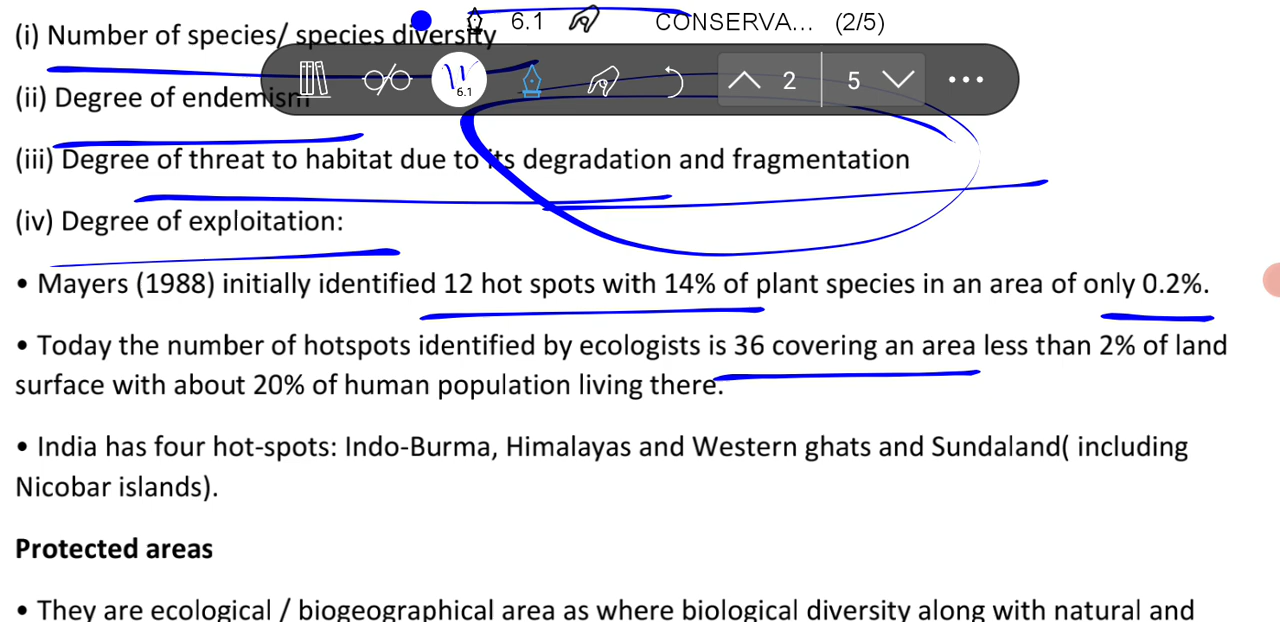 6.1 CONSERVA... (2/5)
(i) Number of species/ species diversity
6.1 2 5
(ii) Degree of endemism
(iii) Degree of threat to habitat due to its degradation and fragmentation
(iv) Degree of exploitation:
• Mayers (1988) initially identified 12 hot spots with 14% of plant species in an area of only 0.2%.
• Today the number of hotspots identified by ecologists is 36 covering an area less than 2% of land
surface with about 20% of human population living there.
• India has four hot-spots: Indo-Burma, Himalayas and Western ghats and Sundaland( including
Nicobar islands).
Protected areas
• They are ecological / biogeographical area as where biological diversity along with natural and